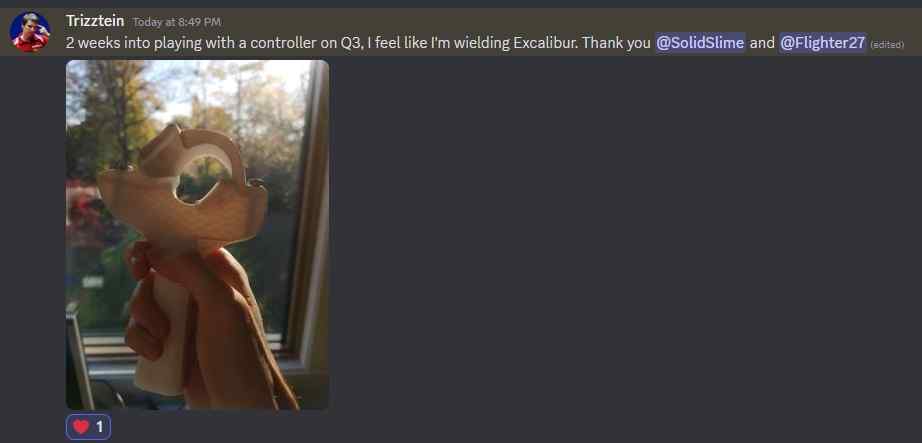 Trizztein Today at 8:49 PM
2 weeks into playing with a controller on Q3, I feel like I'm wielding Excalibur. Thank you @SolidSlime and @Flighter27 (edited)
1